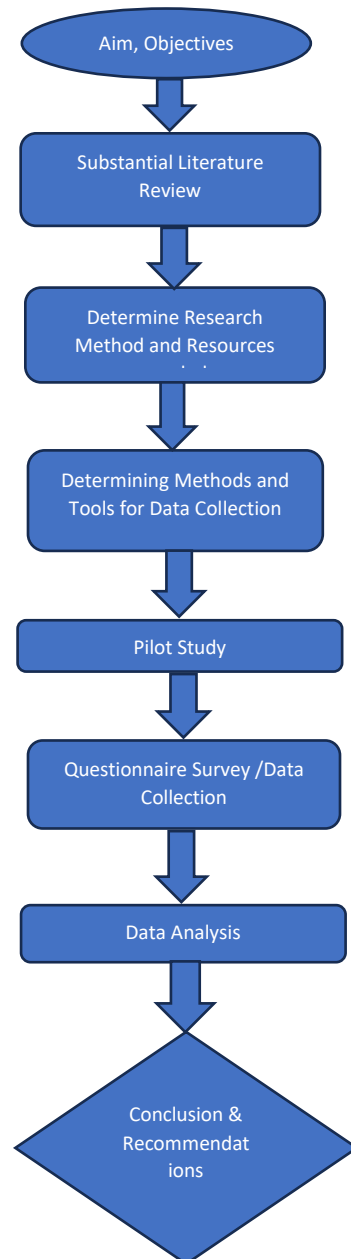 Aim, Objectives
Substantial Literature
Review
Determine Research
Method and Resources
Determining Methods and
Tools for Data Collection
Pilot Study
Questionnaire Survey /Data
Collection
Data Analysis
Conclusion &
Recommendat
ions